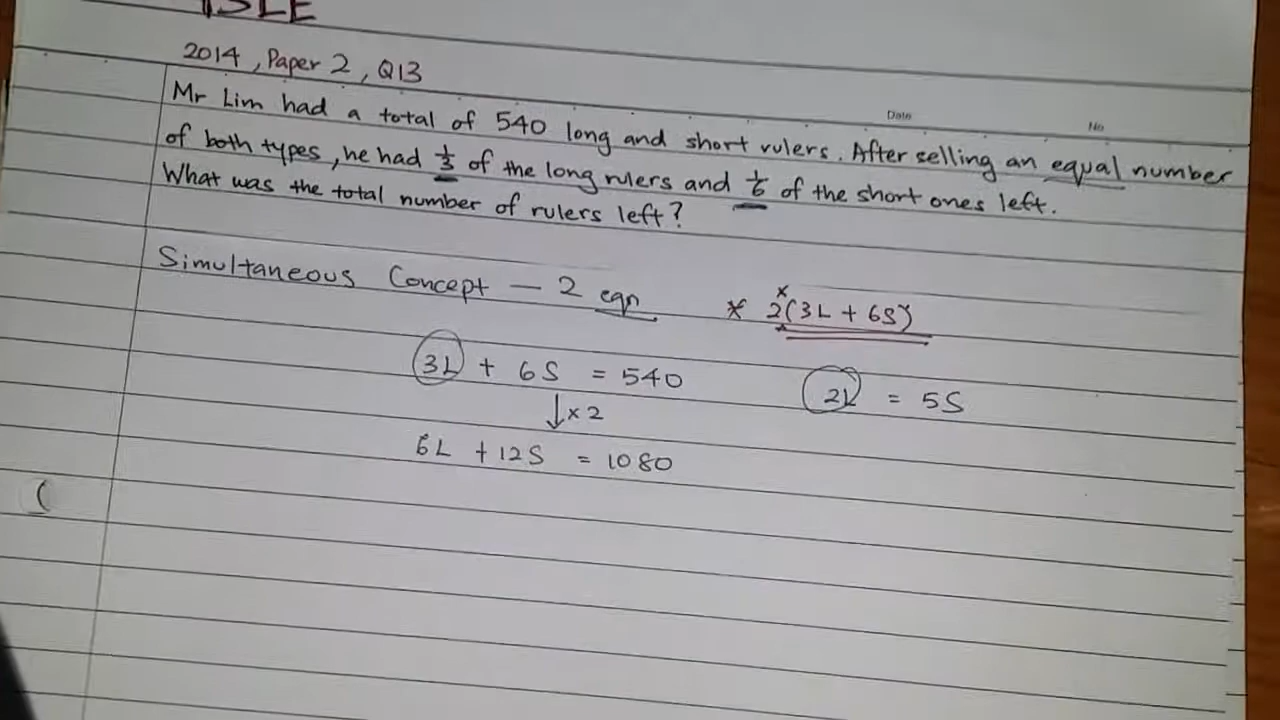 2014, Paper 2, Q13
Date
No
Mr Lim had a total of 540 long and short rulers. After selling an equal number
of both types, he had 1/3 of the long rulers and 1/6 of the short ones left.
What was the total number of rulers left?
Simultaneous Concept — 2 eqn
* 2(3L + 6S)
3L + 6S = 540
2L = 5S
↓ x 2
6L + 12S = 1080
(